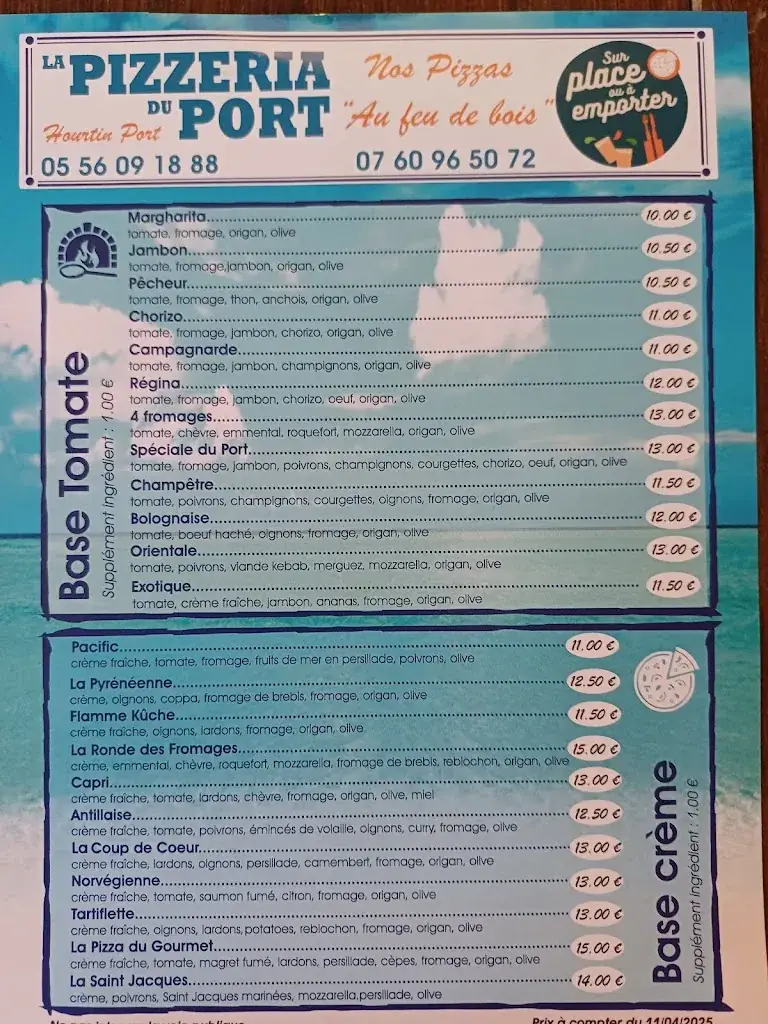 LA PIZZERIA
DU PORT
Hourtin Port
05 56 09 18 88
Nos Pizzas
"Au feu de bois"
07 60 96 50 72
Sur
place
ou à
emporter
Base Tomate
Supplément ingrédient : 1.00 €
Margharita 10.00 €
tomate, fromage, origan, olive
Jambon 10.50 €
tomate, fromage,jambon, origan, olive
Pêcheur 10.50 €
tomate, fromage, thon, anchois, origan, olive
Chorizo 11.00 €
tomate, fromage, jambon, chorizo, origan, olive
Campagnarde 11.00 €
tomate, fromage, jambon, champignons, origan, olive
Régina 12.00 €
tomate, fromage, jambon, chorizo, oeuf, origan, olive
4 fromages 13.00 €
tomate, chèvre, emmental, roquefort, mozzarella, origan, olive
Spéciale du Port 13.00 €
tomate, fromage, jambon, poivrons, champignons, courgettes, chorizo, oeuf, origan, olive
Champêtre 11.50 €
tomate, poivrons, champignons, courgettes, oignons, fromage, origan, olive
Bolognaise 12.00 €
tomate, boeuf haché, oignons, fromage, origan, olive
Orientale 13.00 €
tomate, poivrons, viande kebab, merguez, mozzarella, origan, olive
Exotique 11.50 €
tomate, crème fraîche, jambon, ananas, fromage, origan, olive
Pacific 11.00 €
crème fraîche, tomate, fromage, fruits de mer en persillade, poivrons, olive
La Pyrénéenne 12.50 €
crème, oignons, coppa, fromage de brebis, fromage, origan, olive
Flamme Kûche 11.50 €
crème fraîche, oignons, lardons, fromage, origan, olive
La Ronde des Fromages 15.00 €
crème, emmental, chèvre, roquefort, mozzarella, fromage de brebis, reblochon, origan, olive
Capri 13.00 €
crème fraîche, tomate, lardons, chèvre, fromage, origan, olive, miel
Antillaise 12.50 €
crème fraîche, tomate, poivrons, émincés de volaille, oignons, curry, fromage, olive
La Coup de Coeur 13.00 €
crème fraîche, lardons, oignons, persillade, camembert, fromage, origan, olive
Norvégienne 13.00 €
crème fraîche, tomate, saumon fumé, citron, fromage, origan, olive
Tartiflette 13.00 €
crème fraîche, oignons, lardons,potatoes, reblochon, fromage, origan, olive
La Pizza du Gourmet 15.00 €
crème fraîche, tomate, magret fumé, lardons, persillade, cèpes, fromage, origan, olive
La Saint Jacques 14.00 €
crème, poivrons, Saint Jacques marinées, mozzarella,persillade, olive
Base crème
Supplément ingrédient : 1.00 €
Ne pas jeter sur la voie publique
Prix à compter du 11/04/2025